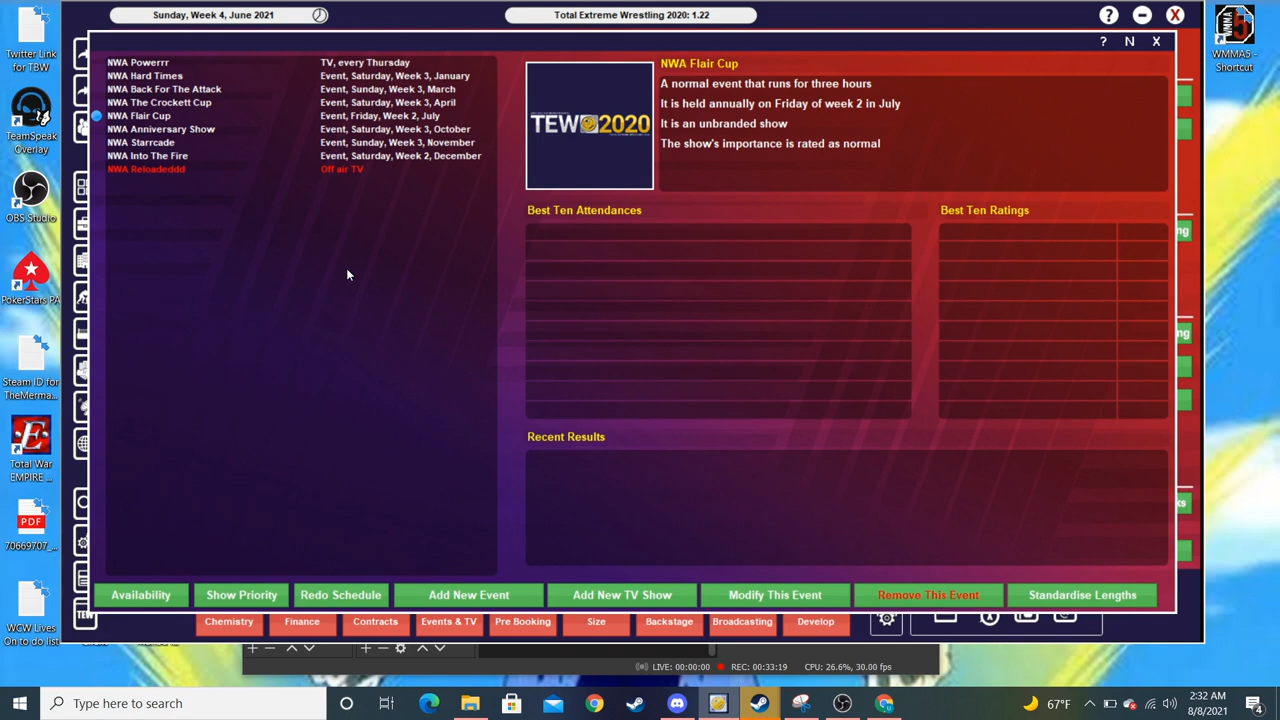 Sunday, Week 4, June 2021
Total Extreme Wrestling 2020: 1.22
?
X
? N X
Twitter Link
for TBW
TeamSpeak
Overlay
OBS Studio
PokerStars PA
Steam ID for
TheMerma...
Total War
EMPIRE ...
PDF
70669707_...
WCW Lives
On to do list
WMMA5 -
Shortcut
NWA Powerrr TV, every Thursday
NWA Hard Times Event, Saturday, Week 3, January
NWA Back For The Attack Event, Sunday, Week 3, March
NWA The Crockett Cup Event, Saturday, Week 3, April
NWA Flair Cup Event, Friday, Week 2, July
NWA Anniversary Show Event, Saturday, Week 3, October
NWA Starrcade Event, Sunday, Week 3, November
NWA Into The Fire Event, Saturday, Week 2, December
NWA Reloadeddd Off air TV
TEW 2020
NWA Flair Cup
A normal event that runs for three hours
It is held annually on Friday of week 2 in July
It is an unbranded show
The show's importance is rated as normal
Best Ten Attendances
Best Ten Ratings
Recent Results
ng
ng
ks
Availability
Show Priority
Redo Schedule
Add New Event
Add New TV Show
Modify This Event
Remove This Event
Standardise Lengths
TEW
Chemistry
Finance
Contracts
Events & TV
Pre Booking
Size
Backstage
Broadcasting
Develop
LIVE: 00:00:00
REC: 00:33:19
CPU: 26.6%, 30.00 fps
Type here to search
67°F
2:32 AM
8/8/2021